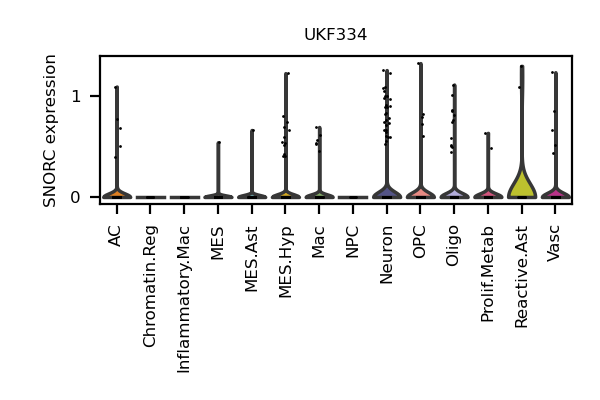 UKF334
SNORC expression
1
0
AC
Chromatin.Reg
Inflammatory.Mac
MES
MES.Ast
MES.Hyp
Mac
NPC
Neuron
OPC
Oligo
Prolif.Metab
Reactive.Ast
Vasc